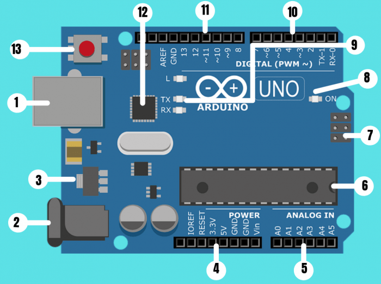 12
11
10
13
AREF
GND
13
12
~11
~10
~9
8
7
~6
~5
4
~3
2
TX-1
RX-0
9
DIGITAL (PWM ~)
L
TX
RX
ARDUINO
UNO
ON
8
1
7
3
6
2
IOREF
RESET
3.3V
5V
GND
GND
Vin
POWER
ANALOG IN
A0
A1
A2
A3
A4
A5
4
5